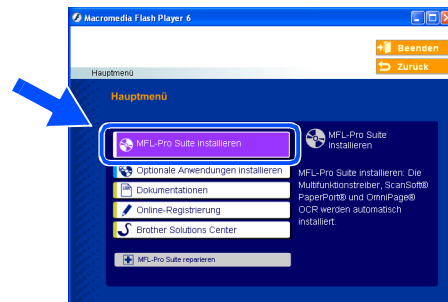 Macromedia Flash Player 6
Beenden
Zurück
Hauptmenü
Hauptmenü
MFL-Pro Suite installieren
Optionale Anwendungen installieren
Dokumentationen
Online-Registrierung
Brother Solutions Center
MFL-Pro Suite reparieren
MFL-Pro Suite
installieren
MFL-Pro Suite installieren: Die
Multifunktionstreiber, ScanSoft®
PaperPort® und OmniPage®
OCR werden automatisch
installiert.